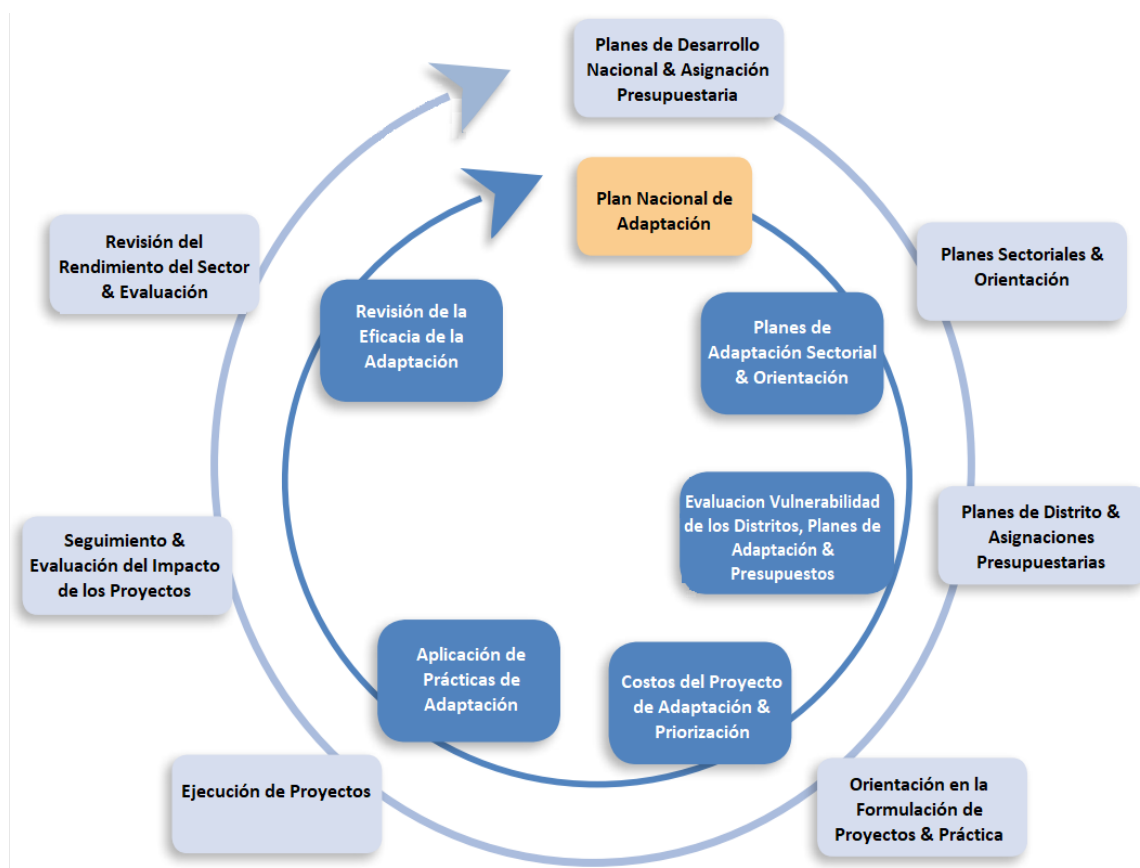 Planes de Desarrollo
Nacional & Asignación
Presupuestaria
Plan Nacional de
Adaptación
Revisión del
Rendimiento del Sector
& Evaluación
Planes Sectoriales &
Orientación
Revisión de la
Eficacia de la
Adaptación
Planes de
Adaptación Sectorial
& Orientación
Evaluacion Vulnerabilidad
de los Distritos, Planes de
Adaptación &
Presupuestos
Planes de Distrito &
Asignaciones
Presupuestarias
Seguimiento &
Evaluación del Impacto
de los Proyectos
Aplicación de
Prácticas de
Adaptación
Costos del Proyecto
de Adaptación &
Priorización
Ejecución de Proyectos
Orientación en la
Formulación de
Proyectos & Práctica